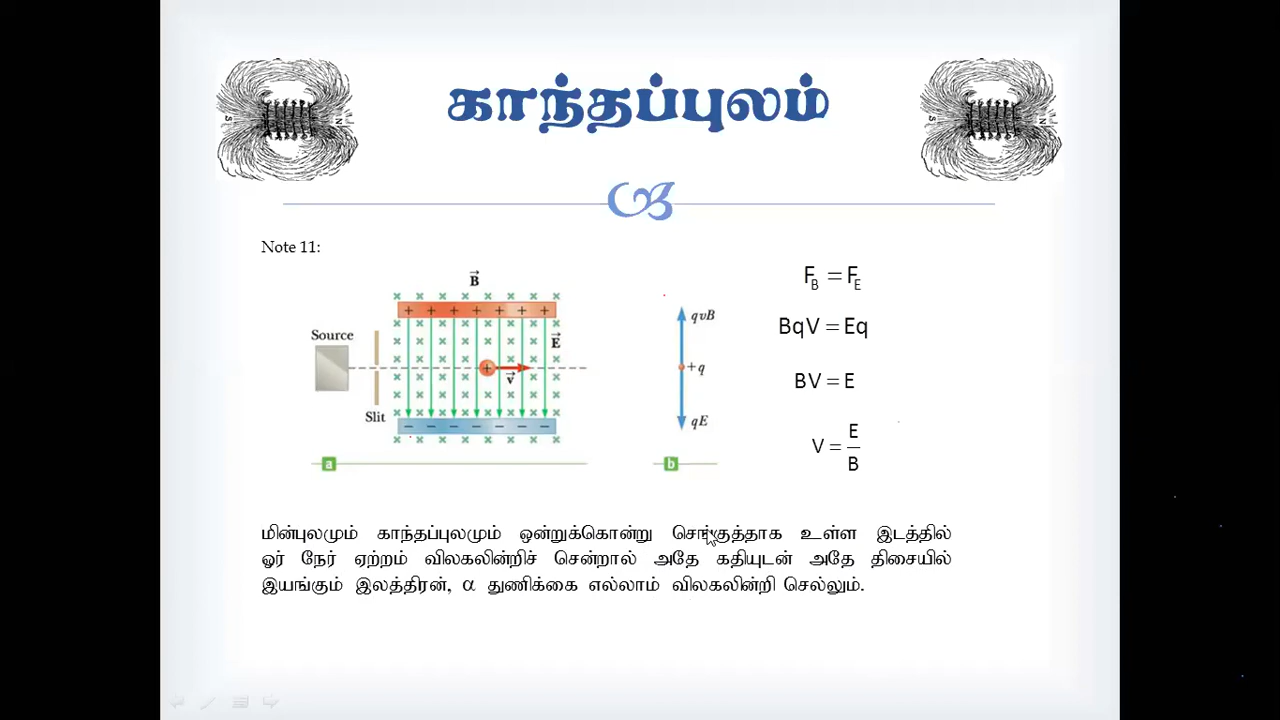 காந்தப்புலம்
Note 11:
B
Source
Slit
E
v
a
qvB
+q
qE
b
F_B = F_E
BqV = Eq
BV = E
V = E/B
மின்புலமும் காந்தப்புலமும் ஒன்றுக்கொன்று செங்குத்தாக உள்ள இடத்தில்
ஓர் நேர் ஏற்றம் விலகலின்றிச் சென்றால் அதே கதியுடன் அதே திசையில்
இயங்கும் இலத்திரன், α துணிக்கை எல்லாம் விலகலின்றி செல்லும்.